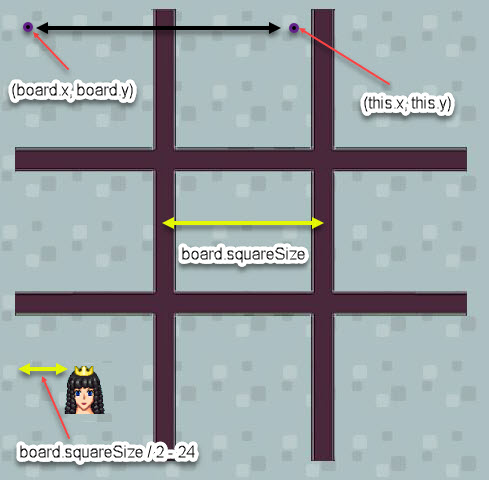 (board.x, board.y)
(this.x, this.y)
board.squareSize
board.squareSize / 2 - 24